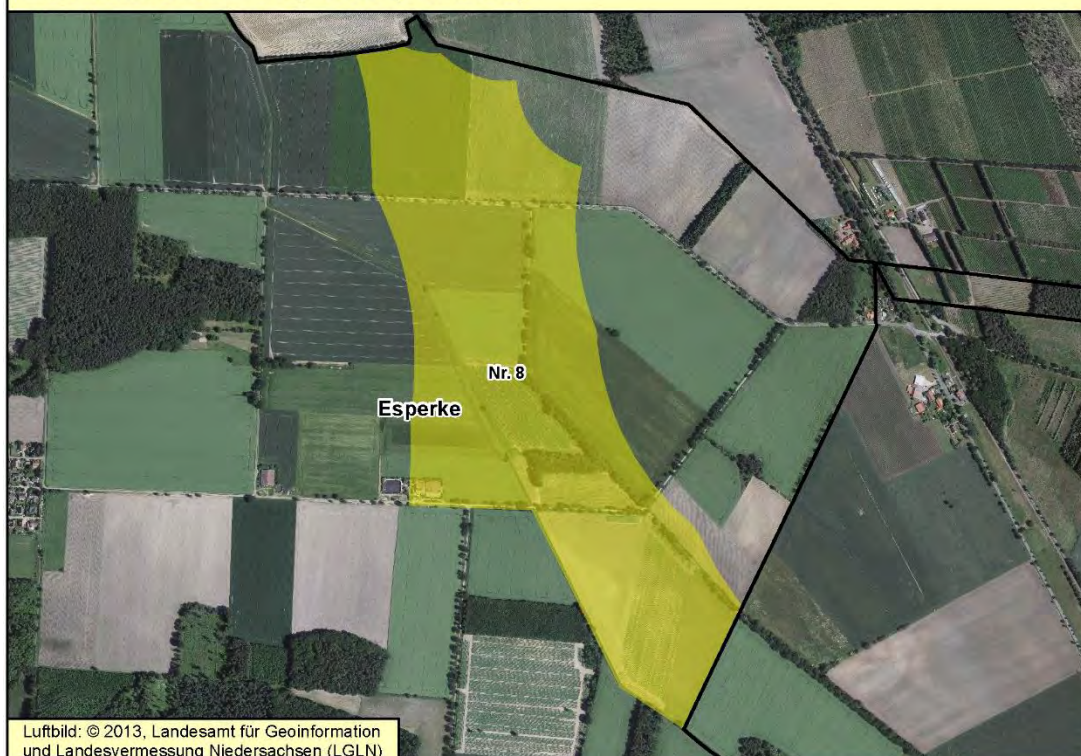 Nr. 8
Esperke
Luftbild: © 2013, Landesamt für Geoinformation
und Landesvermessung Niedersachsen (LGLN)